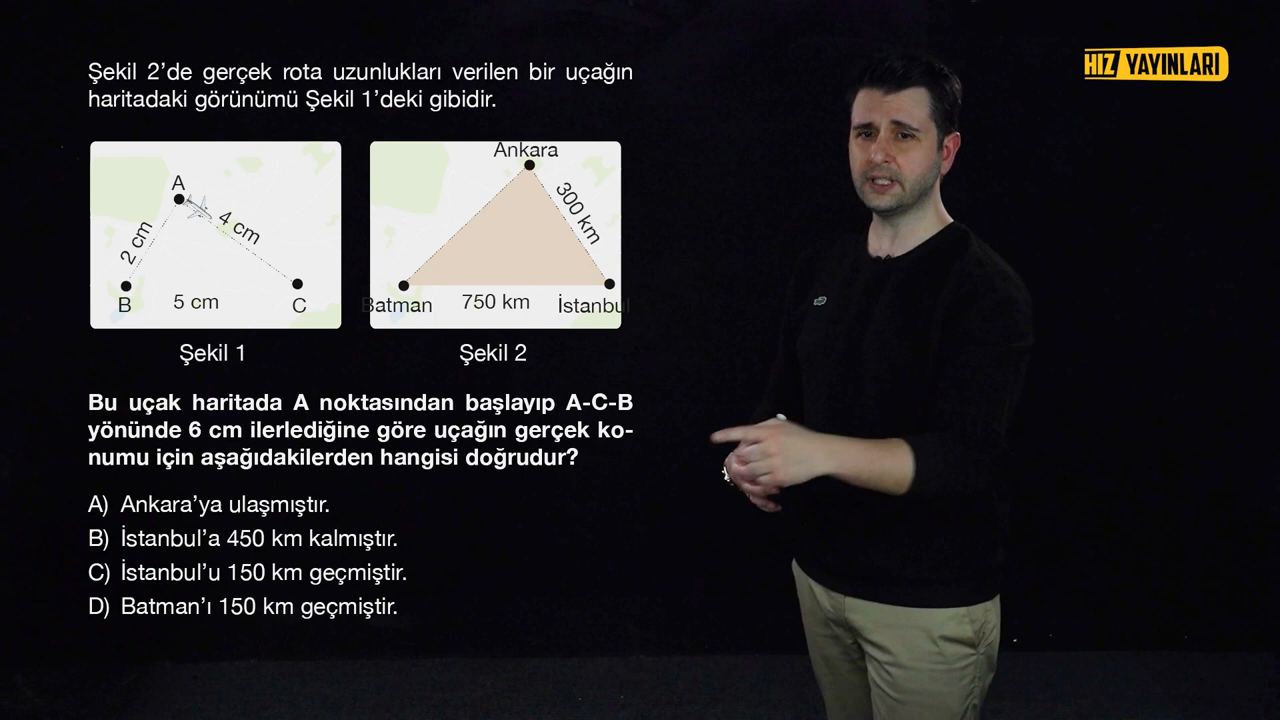 HIZ YAYINLARI
Şekil 2'de gerçek rota uzunlukları verilen bir uçağın
haritadaki görünümü Şekil 1'deki gibidir.
A
2 cm
4 cm
B
5 cm
C
Şekil 1
Ankara
300 km
Batman
750 km
İstanbul
Şekil 2
Bu uçak haritada A noktasından başlayıp A-C-B
yönünde 6 cm ilerlediğine göre uçağın gerçek ko-
numu için aşağıdakilerden hangisi doğrudur?
A) Ankara'ya ulaşmıştır.
B) İstanbul'a 450 km kalmıştır.
C) İstanbul'u 150 km geçmiştir.
D) Batman'ı 150 km geçmiştir.